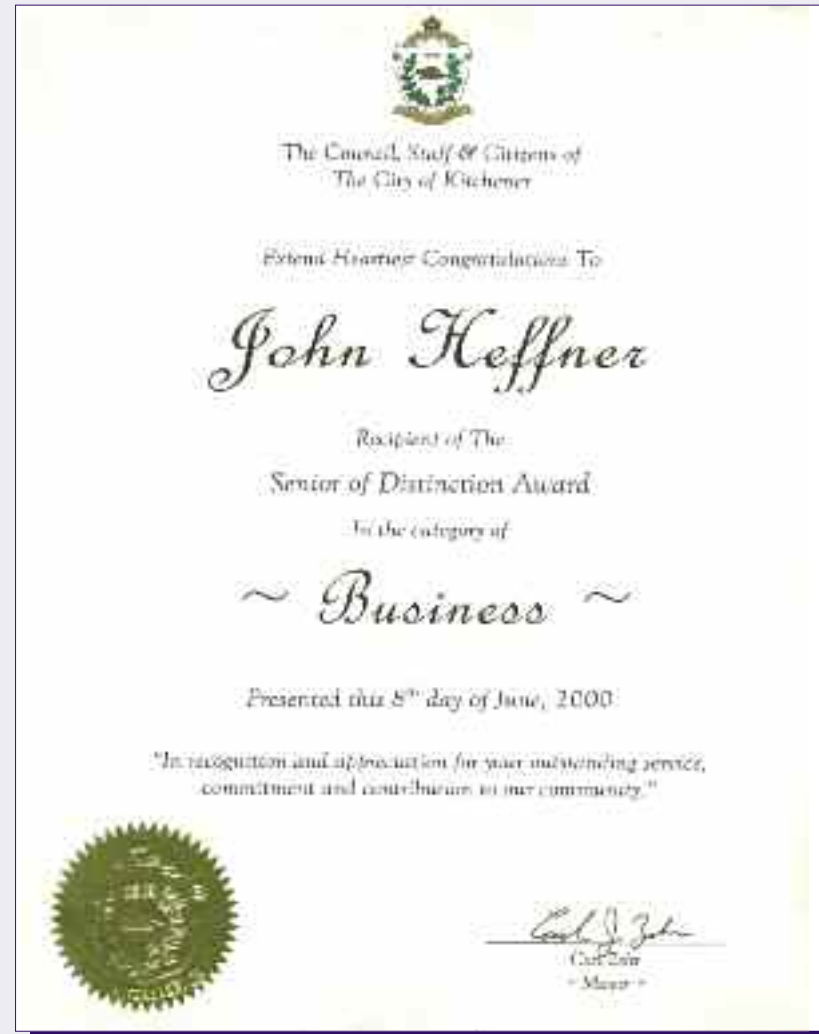 The Council, Staff & Citizens of
The City of Kitchener
Extend Heartiest Congratulations To
John Heffner
Recipient of The
Senior of Distinction Award
In the category of
~ Business ~
Presented this 8th day of June, 2000
"In recognition and appreciation for your outstanding service,
commitment and contribution to our community."
Carl Zehr
~ Mayor ~